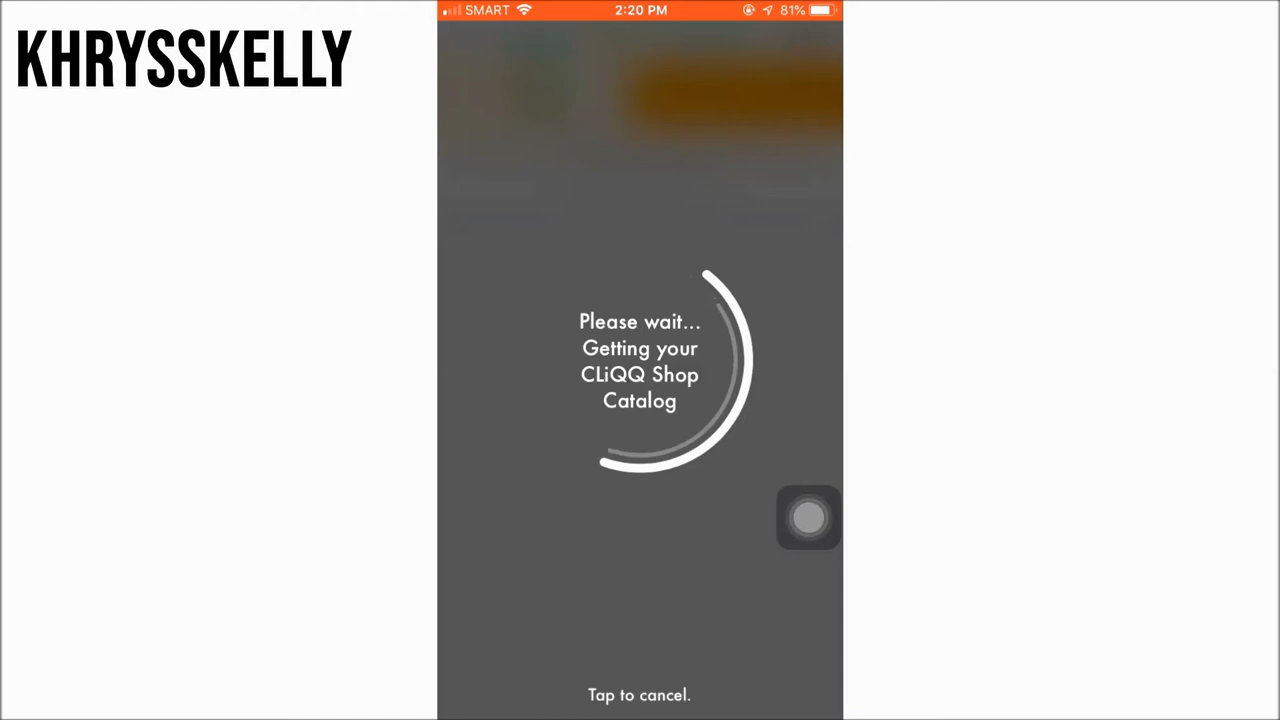 KHRYSSKELLY
SMART 2:20 PM 81%
Please wait...
Getting your
CLiQQ Shop
Catalog
Tap to cancel.